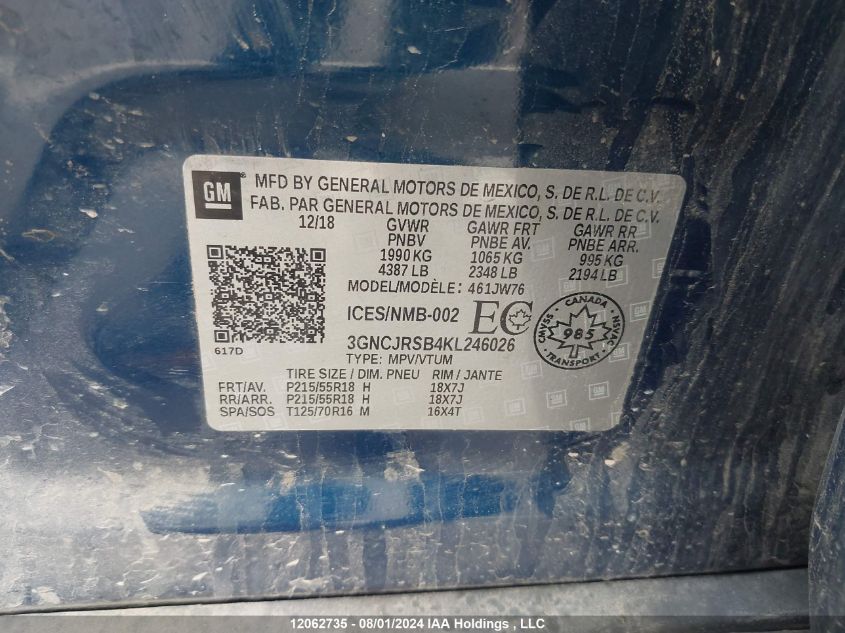 GM ® MFD BY GENERAL MOTORS DE MEXICO, S. DE R.L. DE C.V.
FAB. PAR GENERAL MOTORS DE MEXICO, S. DE R.L. DE C.V.
12/18 GVWR GAWR FRT GAWR RR
PNBV PNBE AV. PNBE ARR.
1990 KG 1065 KG 995 KG
4387 LB 2348 LB 2194 LB
MODEL/MODÈLE: 461JW76
ICES/NMB-002 EC
CANADA
CMVSS 985 NSVAC
3GNCJRSB4KL246026
617D
TYPE: MPV/VTUM
TIRE SIZE / DIM. PNEU RIM / JANTE
FRT/AV. P215/55R18 H 18X7J
RR/ARR. P215/55R18 H 18X7J
SPA/SOS T125/70R16 M 16X4T
12062735 - 08/01/2024 IAA Holdings, LLC